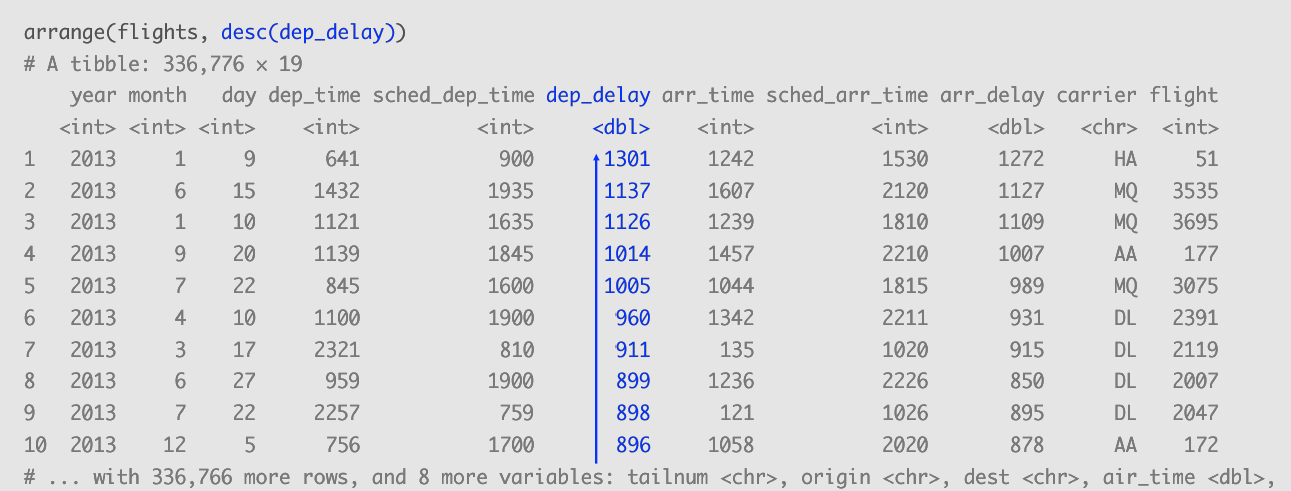 arrange(flights, desc(dep_delay))
# A tibble: 336,776 × 19
year month day dep_time sched_dep_time dep_delay arr_time sched_arr_time arr_delay carrier flight
<int> <int> <int> <int> <int> <dbl> <int> <int> <dbl> <chr> <int>
1 2013 1 9 641 900 1301 1242 1530 1272 HA 51
2 2013 6 15 1432 1935 1137 1607 2120 1127 MQ 3535
3 2013 1 10 1121 1635 1126 1239 1810 1109 MQ 3695
4 2013 9 20 1139 1845 1014 1457 2210 1007 AA 177
5 2013 7 22 845 1600 1005 1044 1815 989 MQ 3075
6 2013 4 10 1100 1900 960 1342 2211 931 DL 2391
7 2013 3 17 2321 810 911 135 1020 915 DL 2119
8 2013 6 27 959 1900 899 1236 2226 850 DL 2007
9 2013 7 22 2257 759 898 121 1026 895 DL 2047
10 2013 12 5 756 1700 896 1058 2020 878 AA 172
# ... with 336,766 more rows, and 8 more variables: tailnum <chr>, origin <chr>, dest <chr>, air_time <dbl>,